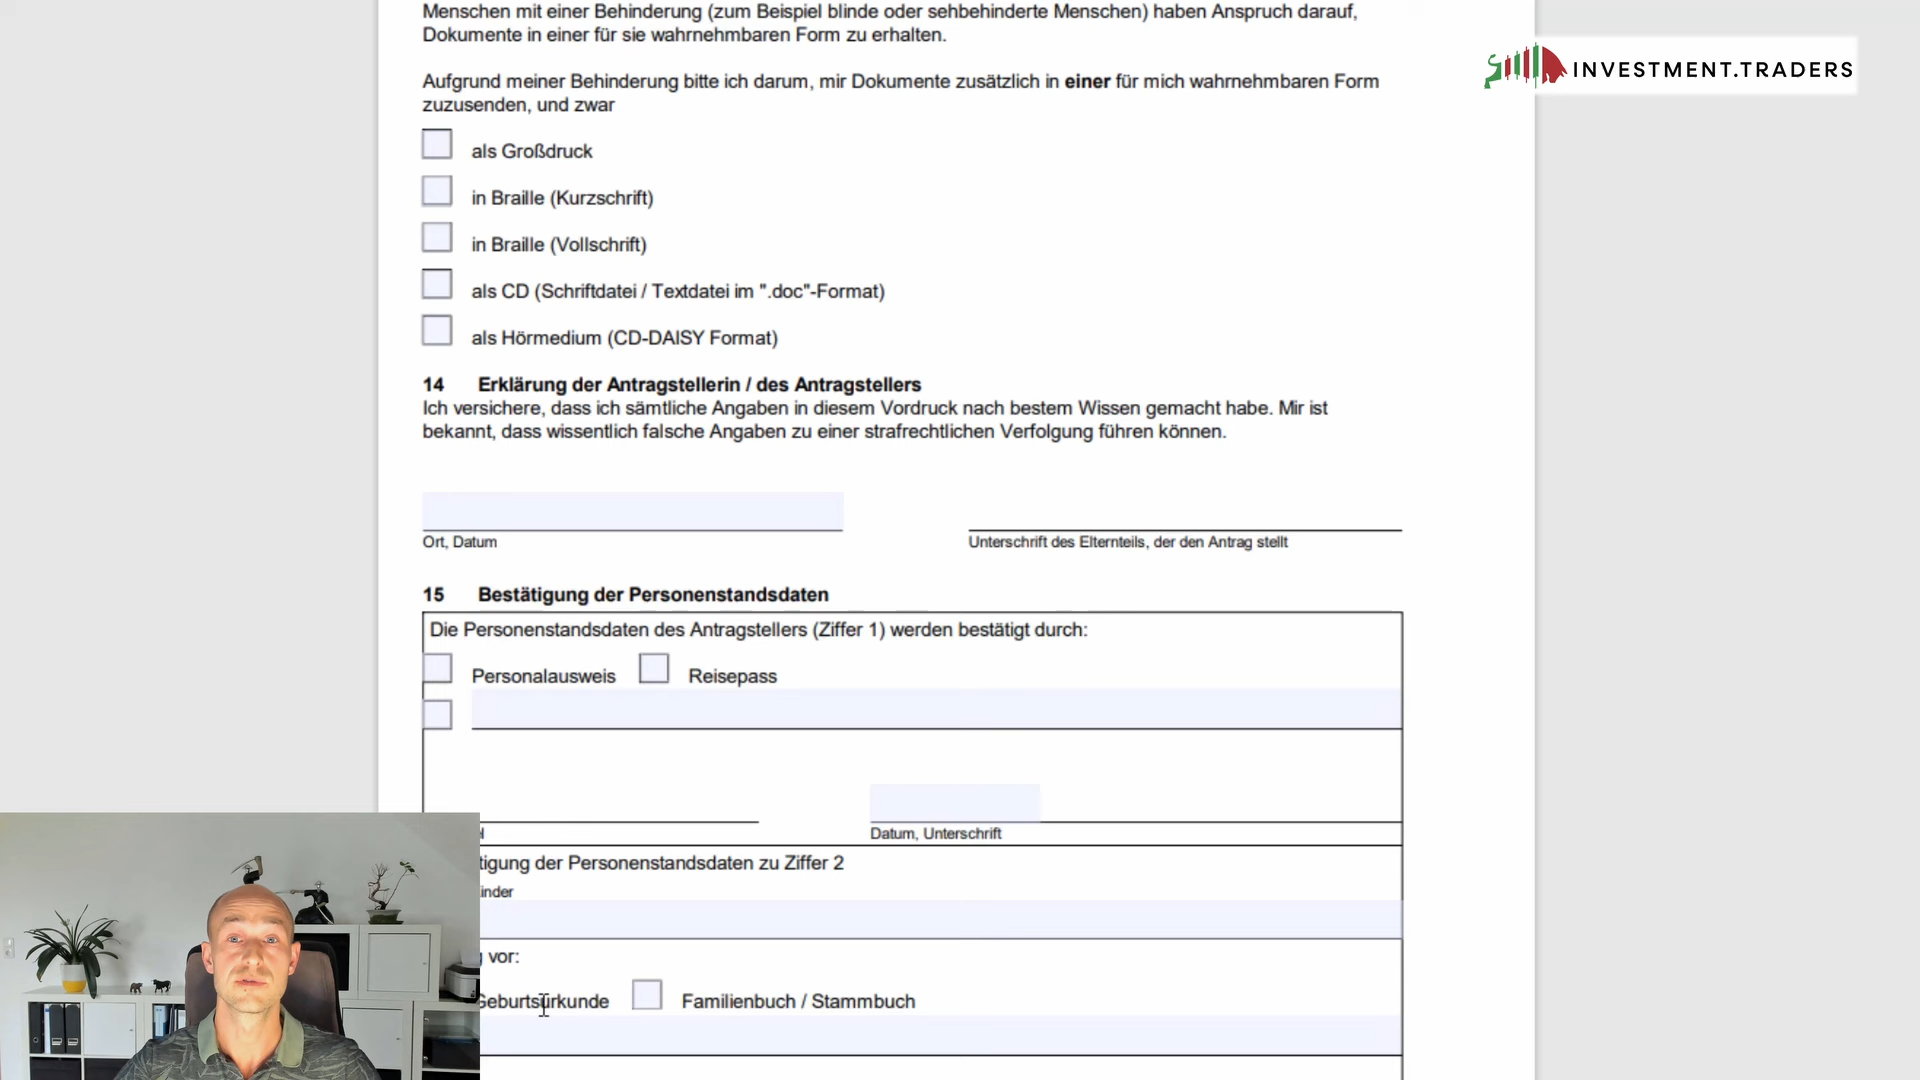 Menschen mit einer Behinderung (zum Beispiel blinde oder sehbehinderte Menschen) haben Anspruch darauf,
Dokumente in einer für sie wahrnehmbaren Form zu erhalten.
INVESTMENT.TRADERS
Aufgrund meiner Behinderung bitte ich darum, mir Dokumente zusätzlich in einer für mich wahrnehmbaren Form
zuzusenden, und zwar
als Großdruck
in Braille (Kurzschrift)
in Braille (Vollschrift)
als CD (Schriftdatei / Textdatei im ".doc"-Format)
als Hörmedium (CD-DAISY Format)
14 Erklärung der Antragstellerin / des Antragstellers
Ich versichere, dass ich sämtliche Angaben in diesem Vordruck nach bestem Wissen gemacht habe. Mir ist
bekannt, dass wissentlich falsche Angaben zu einer strafrechtlichen Verfolgung führen können.
Ort, Datum
Unterschrift des Elternteils, der den Antrag stellt
15 Bestätigung der Personenstandsdaten
Die Personenstandsdaten des Antragstellers (Ziffer 1) werden bestätigt durch:
Personalausweis Reisepass
Datum, Unterschrift
tigung der Personenstandsdaten zu Ziffer 2
inder
vor:
Geburtsurkunde Familienbuch / Stammbuch